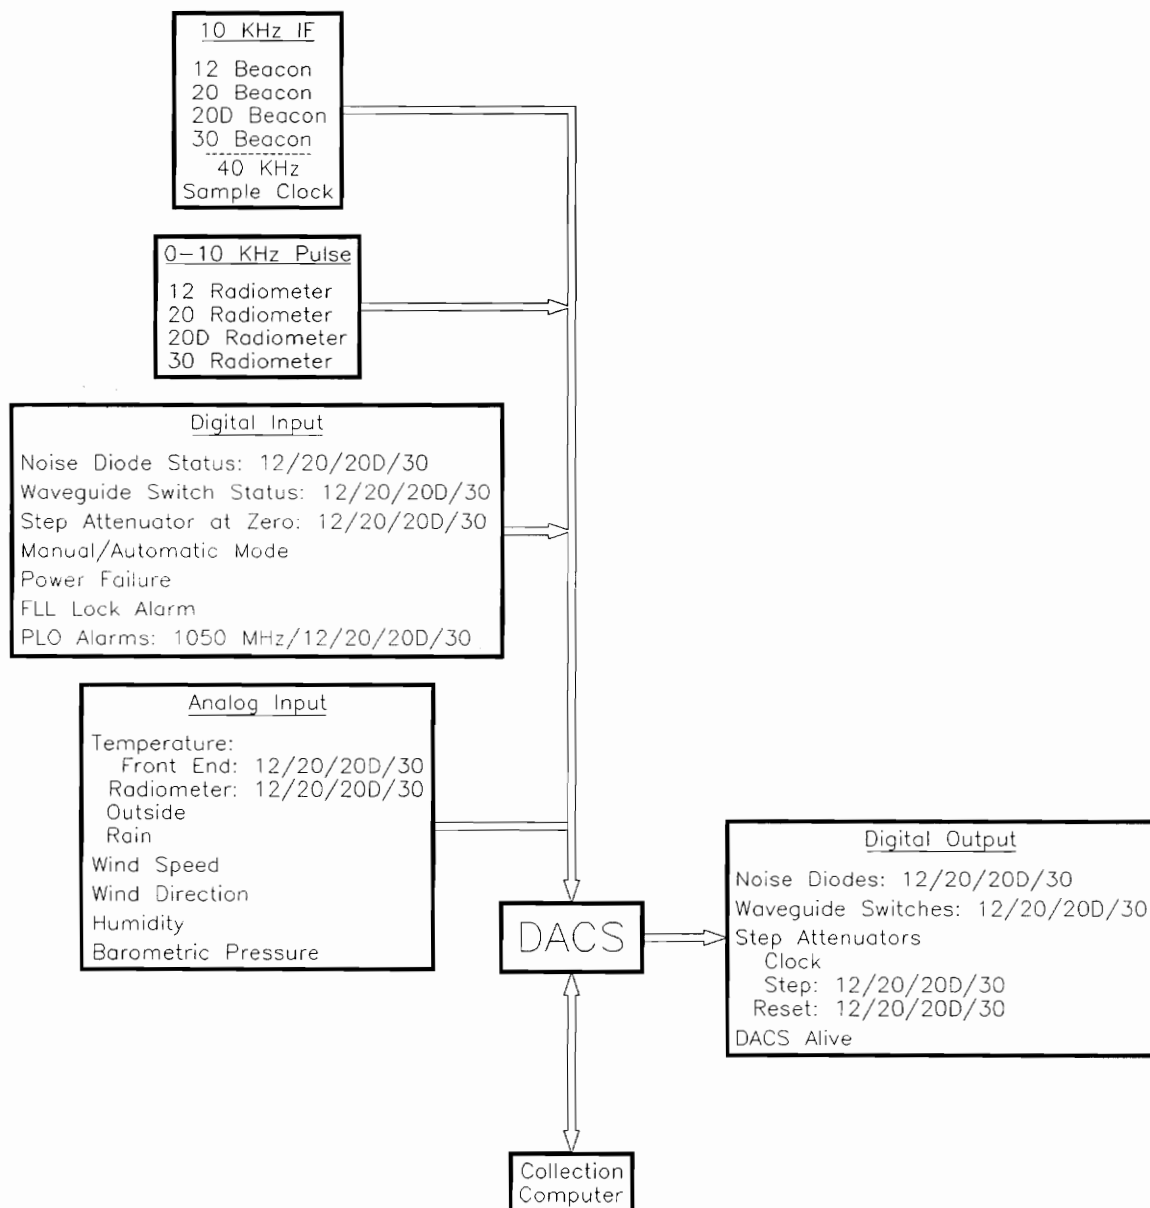 10 KHz IF
12 Beacon
20 Beacon
20D Beacon
30 Beacon
40 KHz
Sample Clock
0-10 KHz Pulse
12 Radiometer
20 Radiometer
20D Radiometer
30 Radiometer
Digital Input
Noise Diode Status: 12/20/20D/30
Waveguide Switch Status: 12/20/20D/30
Step Attenuator at Zero: 12/20/20D/30
Manual/Automatic Mode
Power Failure
FLL Lock Alarm
PLO Alarms: 1050 MHz/12/20/20D/30
Analog Input
Temperature:
Front End: 12/20/20D/30
Radiometer: 12/20/20D/30
Outside
Rain
Wind Speed
Wind Direction
Humidity
Barometric Pressure
DACS
Digital Output
Noise Diodes: 12/20/20D/30
Waveguide Switches: 12/20/20D/30
Step Attenuators
Clock
Step: 12/20/20D/30
Reset: 12/20/20D/30
DACS Alive
Collection
Computer